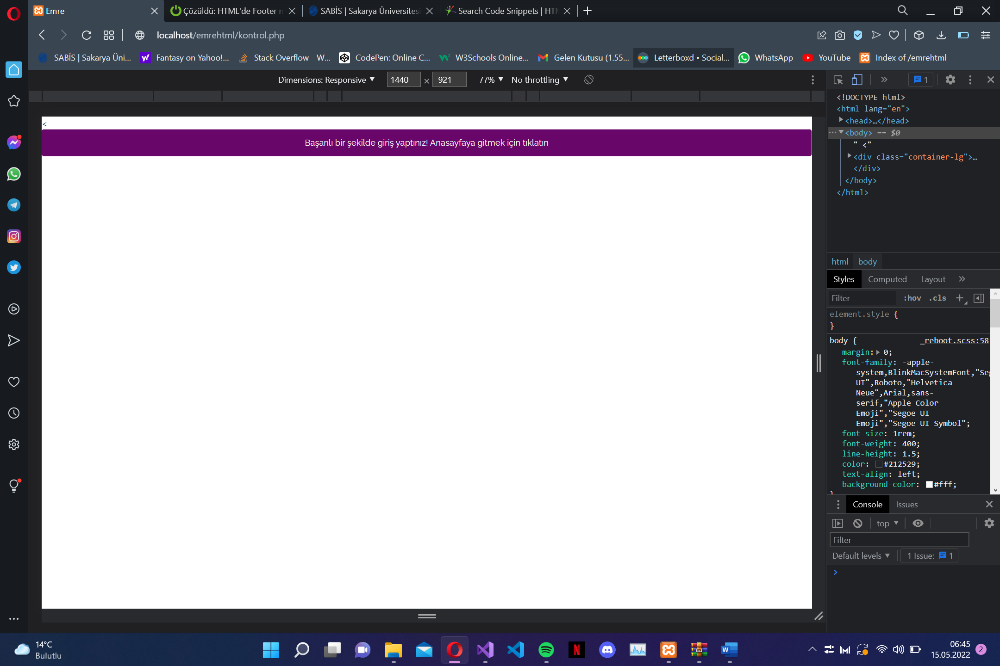 Emre
Çözüldü: HTML'de Footer n
SABİS | Sakarya Üniversitesi
Search Code Snippets | HTM
localhost/emrehtml/kontrol.php
SABİS | Sakarya Üni...
Fantasy on Yahoo!...
Stack Overflow - W...
CodePen: Online C...
W3Schools Online...
Gelen Kutusu (1.55...
Letterboxd • Social...
WhatsApp
YouTube
Index of /emrehtml
Dimensions: Responsive ▼ 1440 × 921 77% ▼ No throttling ▼
1
<
Başarılı bir şekilde giriş yaptınız! Anasayfaya gitmek için tıklatın
<!DOCTYPE html>
<html lang="en">
<head>…</head>
<body> == $0
" <"
<div class="container-lg">…
</div>
</body>
</html>
html body
Styles Computed Layout
Filter :hov .cls
element.style {
}
body { _reboot.scss:58
margin: 0;
font-family: -apple-
system,BlinkMacSystemFont,"Seg
UI",Roboto,"Helvetica
Neue",Arial,sans-
serif,"Apple Color
Emoji","Segoe UI
Emoji","Segoe UI Symbol";
font-size: 1rem;
font-weight: 400;
line-height: 1.5;
color: #212529;
text-align: left;
background-color: #fff;
}
Console Issues
top ▼
Filter
Default levels ▼ 1 Issue: 1
14°C
Bulutlu
06:45
15.05.2022
2